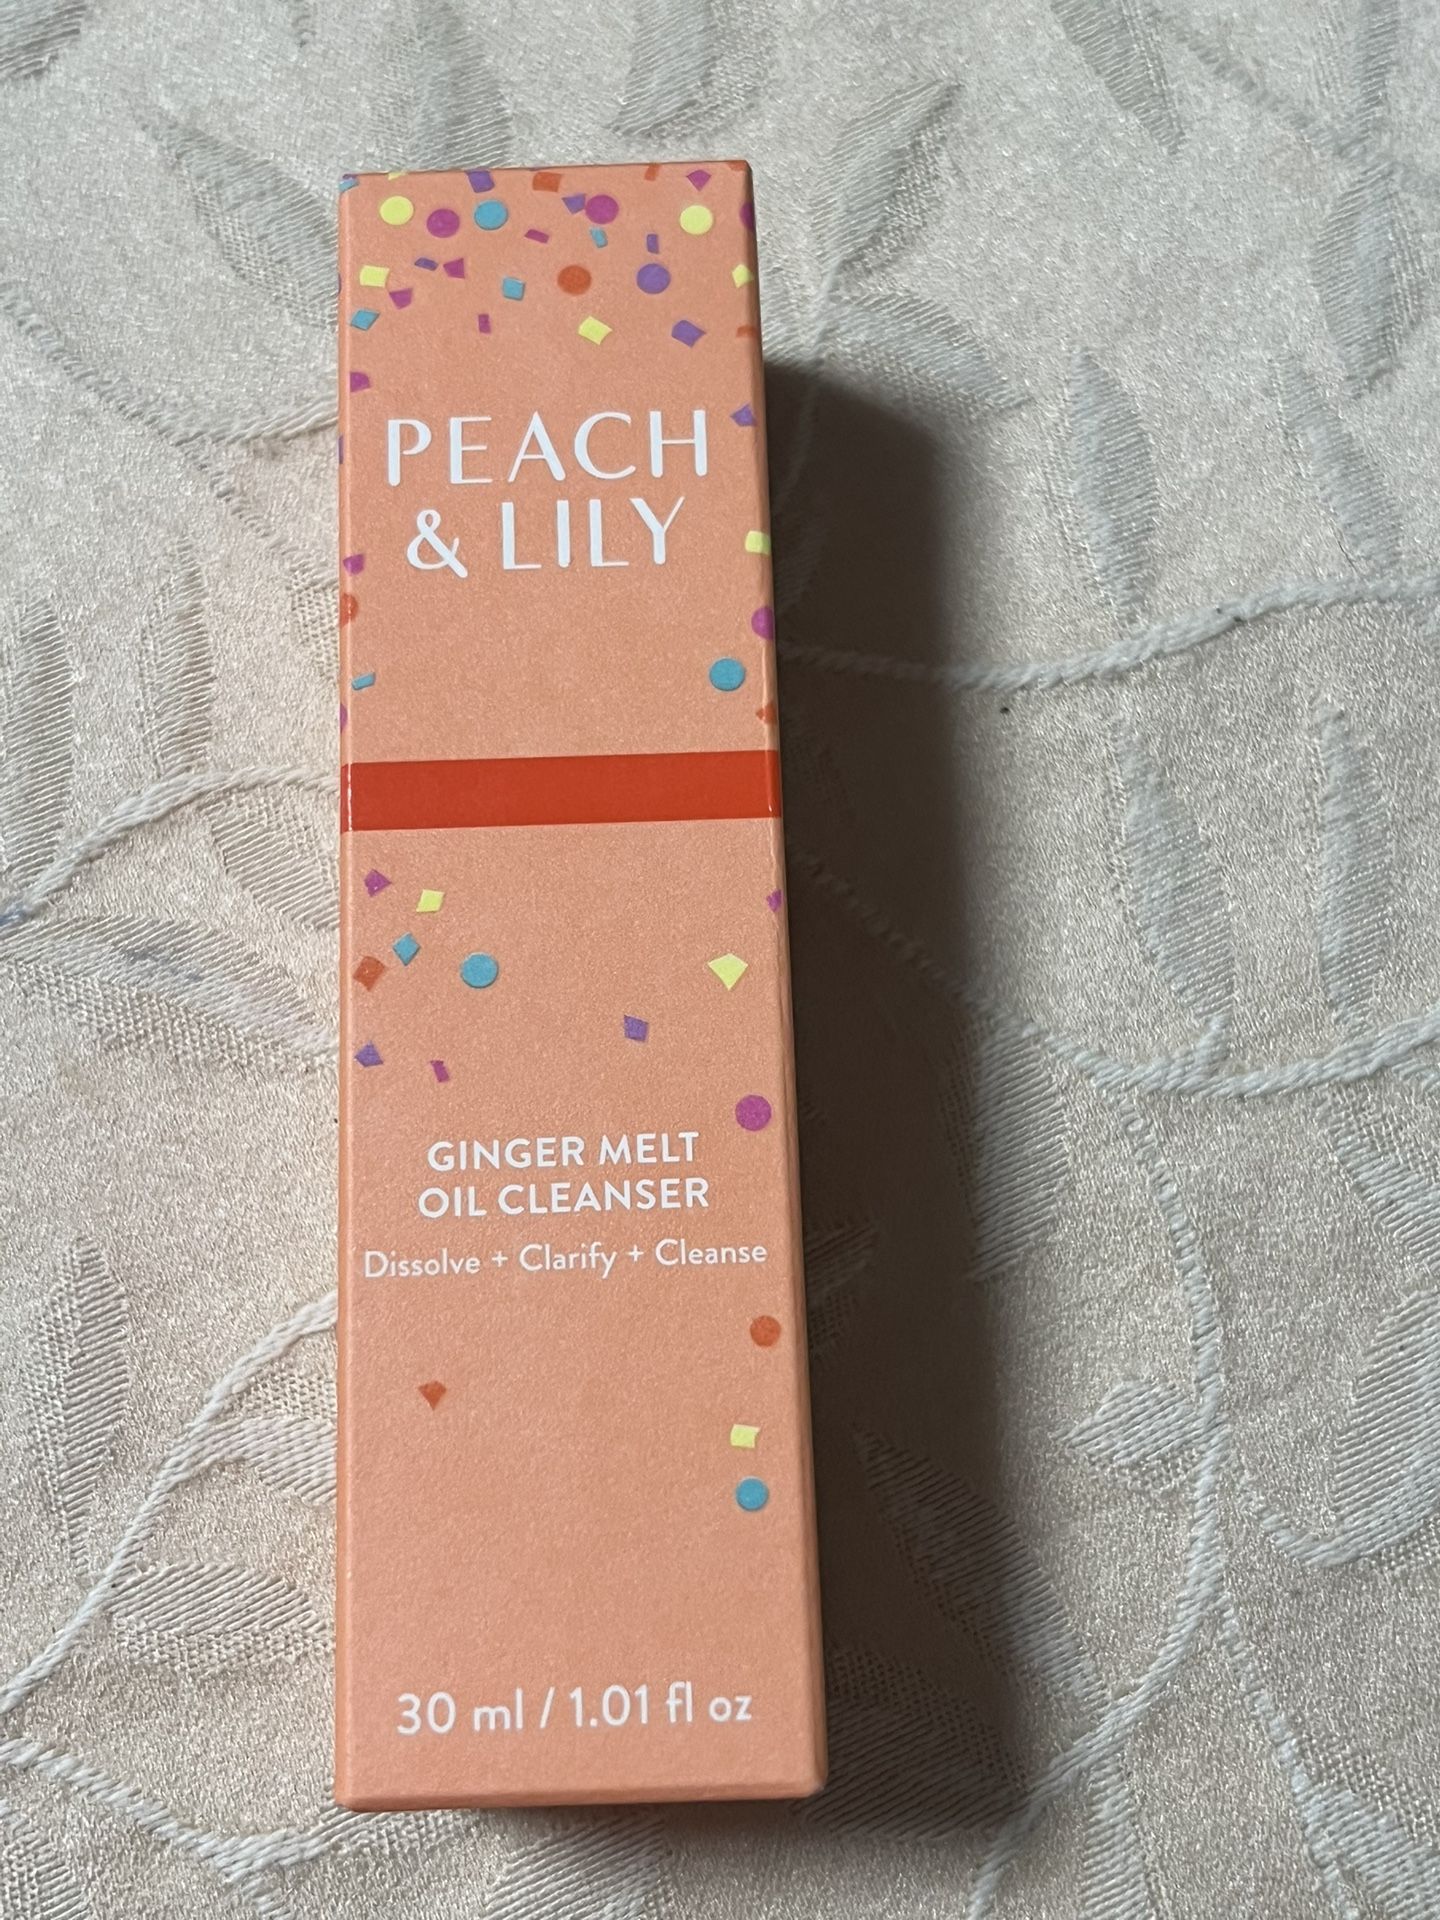 PEACH
& LILY
GINGER MELT
OIL CLEANSER
Dissolve + Clarify + Cleanse
30 ml / 1.01 fl oz